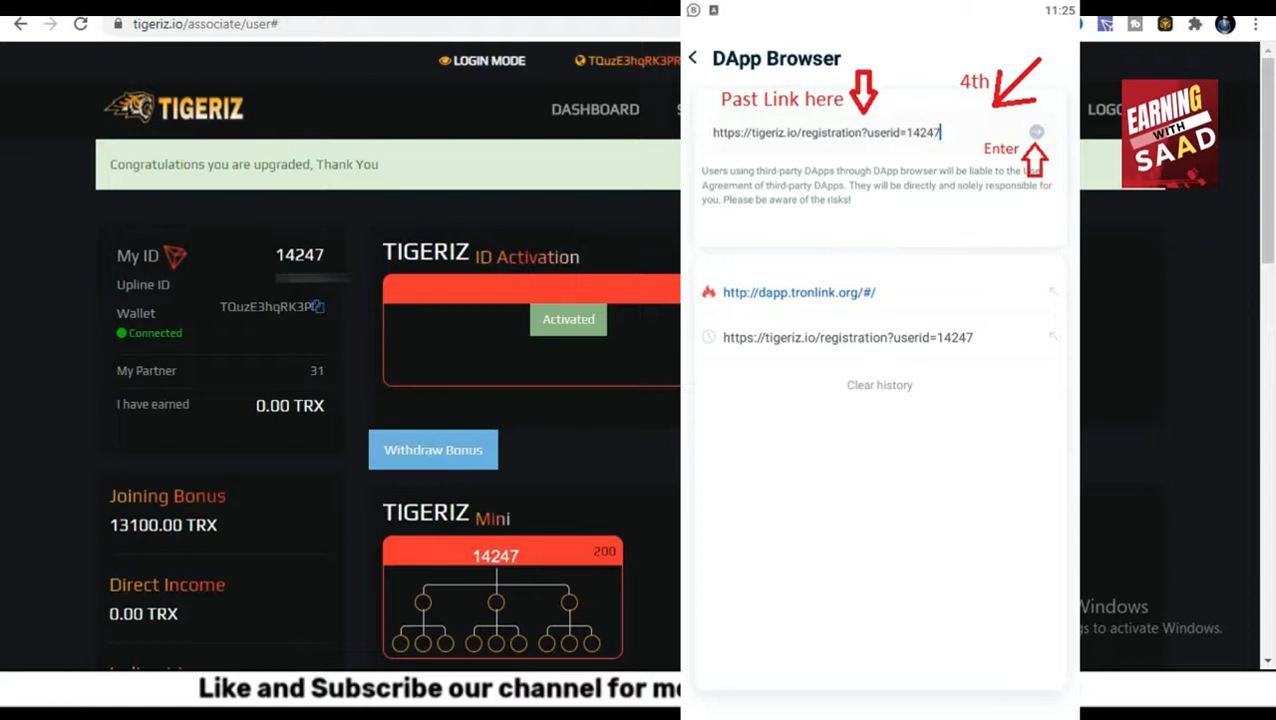 tigeriz.io/associate/user#
LOGIN MODE
TQuzE3hqRK3PR
TIGERIZ
DASHBOARD
Congratulations you are upgraded, Thank You
My ID
14247
Upline ID
Wallet
TQuzE3hqRK3P
Connected
My Partner
31
I have earned
0.00 TRX
TIGERIZ ID Activation
Activated
Withdraw Bonus
Joining Bonus
13100.00 TRX
Direct Income
0.00 TRX
TIGERIZ Mini
14247
200
11:25
DApp Browser
4th
Past Link here
https://tigeriz.io/registration?userid=14247
Enter
Users using third-party DApps through DApp browser will be liable to the User
Agreement of third-party DApps. They will be directly and solely responsible for
you. Please be aware of the risks!
http://dapp.tronlink.org/#/
https://tigeriz.io/registration?userid=14247
Clear history
EARNING
WITH
SAAD
Windows
gs to activate Windows.
Like and Subscribe our channel for